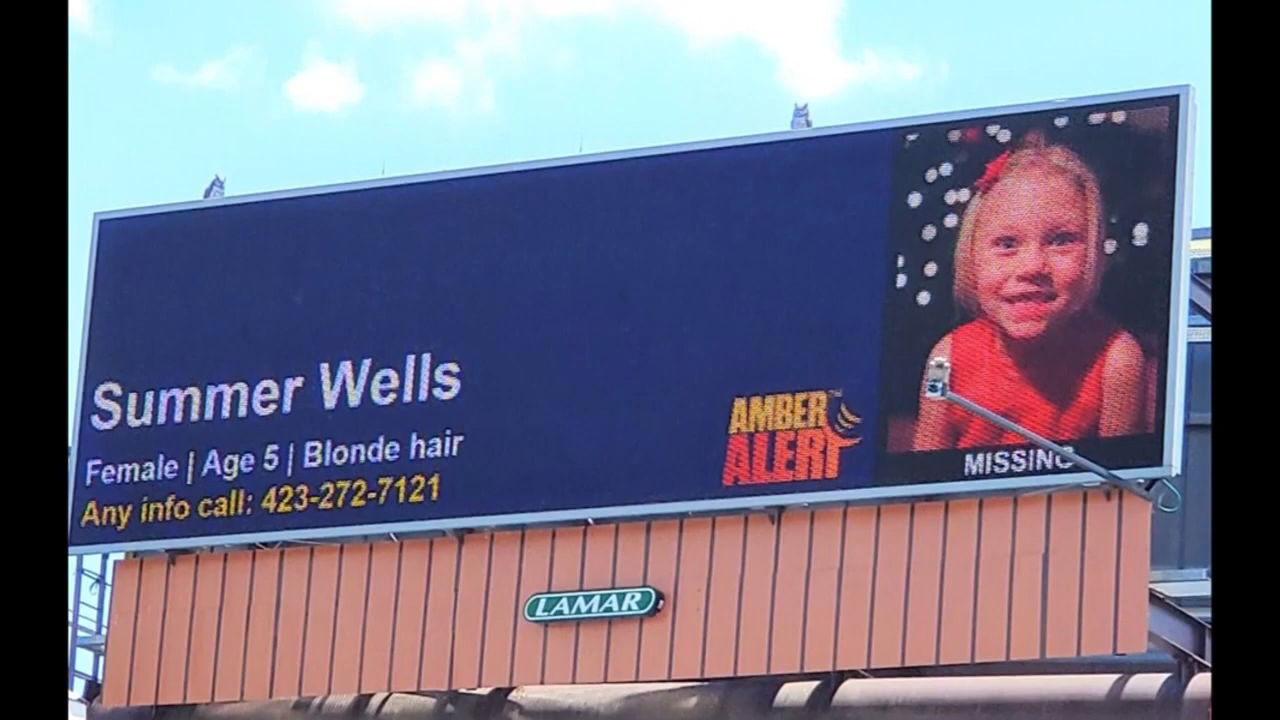 Summer Wells
Female | Age 5 | Blonde hair
Any info call: 423-272-7121
AMBER
ALERT
MISSING
LAMAR